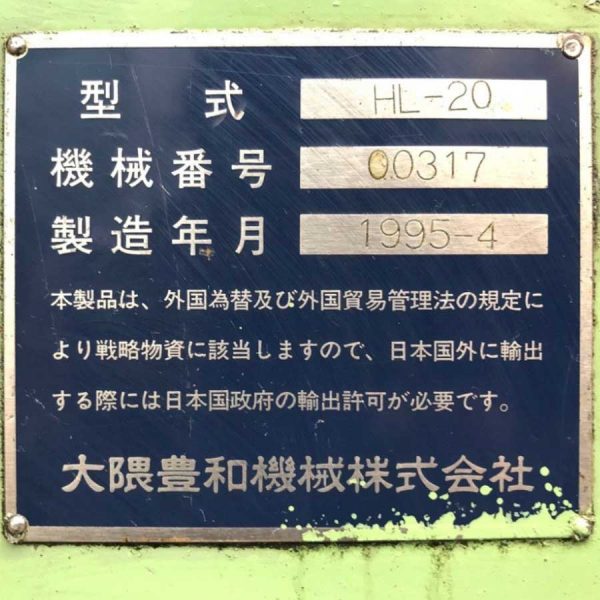 型 式 HL-20
機械番号 00317
製造年月 1995-4
本製品は、外国為替及び外国貿易管理法の規定に
より戦略物資に該当しますので、日本国外に輸出
する際には日本国政府の輸出許可が必要です。
大隈豊和機械株式会社